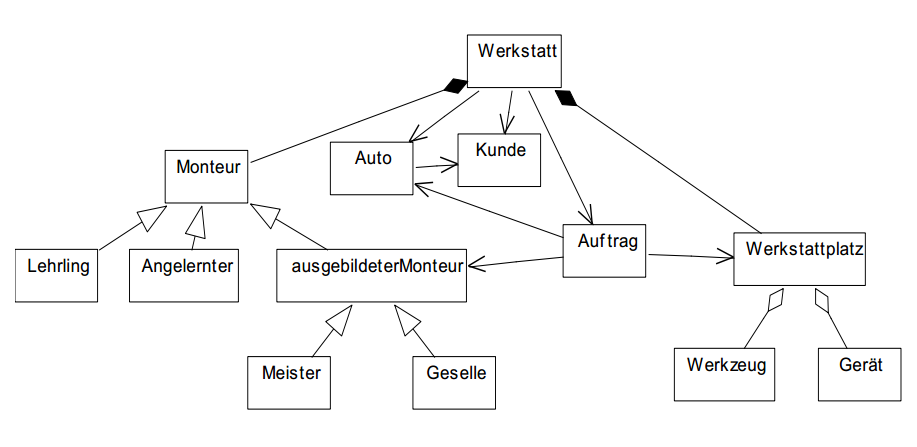 Werkstatt
Auto
Kunde
Monteur
Auftrag
Werkstattplatz
Lehrling
Angelernter
ausgebildeterMonteur
Meister
Geselle
Werkzeug
Gerät